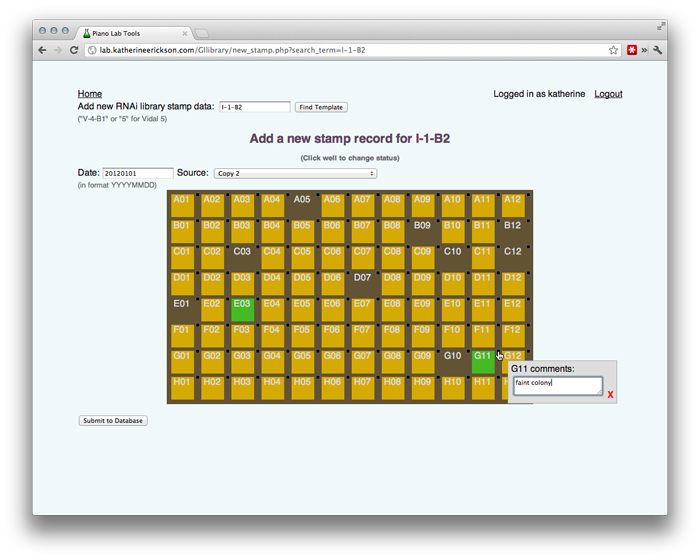 Piano Lab Tools
lab.katherineerickson.com/GIlibrary/new_stamp.php?search_term=I-1-B2
Home
Logged in as katherine Logout
Add new RNAi library stamp data: I-1-B2 Find Template
("V-4-B1" or "5" for Vidal 5)
Add a new stamp record for I-1-B2
(Click well to change status)
Date: 20120101 Source: Copy 2
(in format YYYYMMDD)
A01 A02 A03 A04 A05 A06 A07 A08 A09 A10 A11 A12
B01 B02 B03 B04 B05 B06 B07 B08 B09 B10 B11 B12
C01 C02 C03 C04 C05 C06 C07 C08 C09 C10 C11 C12
D01 D02 D03 D04 D05 D06 D07 D08 D09 D10 D11 D12
E01 E02 E03 E04 E05 E06 E07 E08 E09 E10 E11 E12
F01 F02 F03 F04 F05 F06 F07 F08 F09 F10 F11 F12
G01 G02 G03 G04 G05 G06 G07 G08 G09 G10 G11 G12
H01 H02 H03 H04 H05 H06 H07 H08 H09 H10 H11
G11 comments:
faint colony
X
Submit to Database